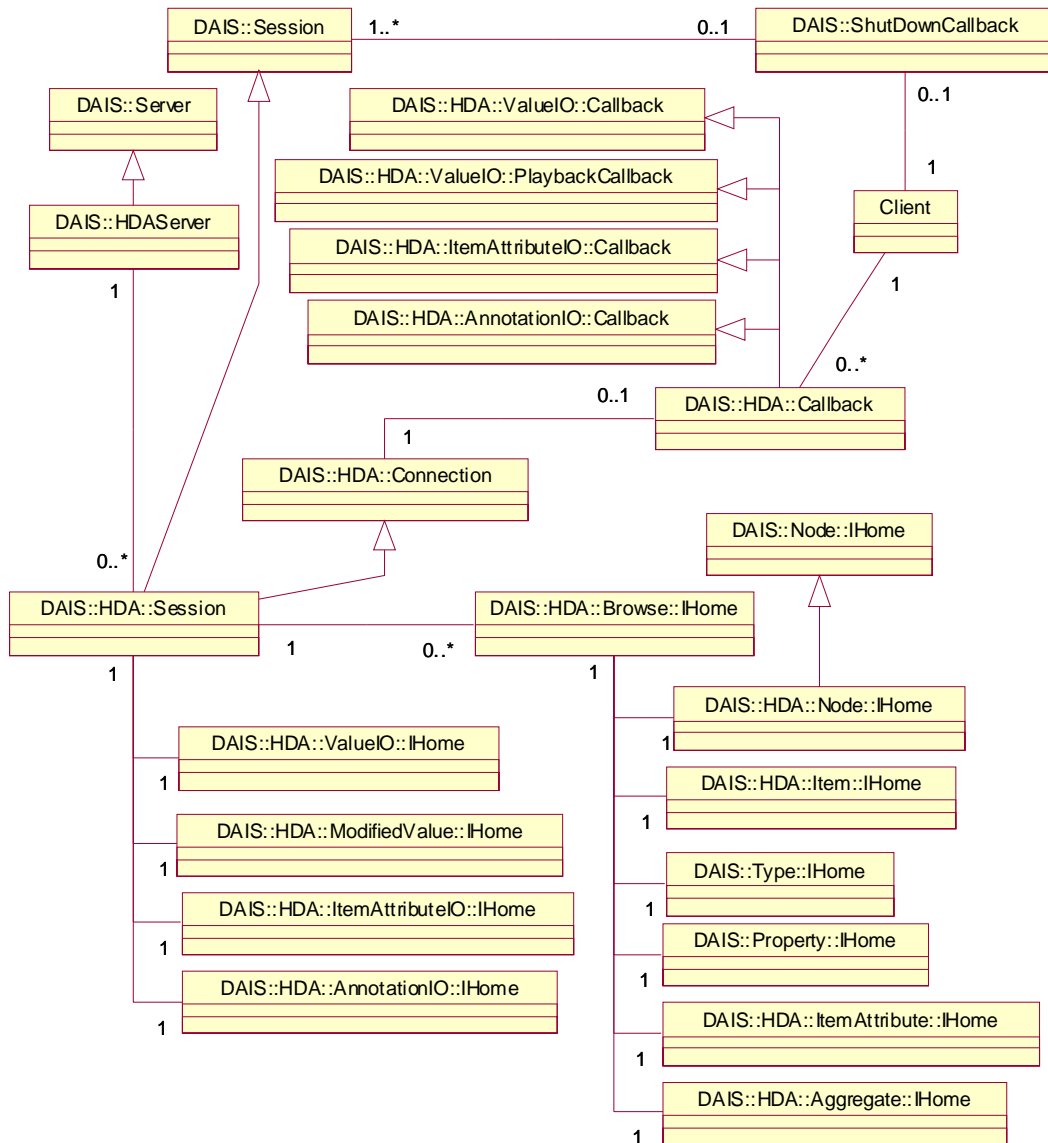 DAIS::Session
1..*
0..1
DAIS::ShutDownCallback
DAIS::Server
DAIS::HDA::ValueIO::Callback
0..1
DAIS::HDA::ValueIO::PlaybackCallback
1
DAIS::HDAServer
Client
DAIS::HDA::ItemAttributeIO::Callback
1
1
DAIS::HDA::AnnotationIO::Callback
0..*
0..1
DAIS::HDA::Callback
1
DAIS::HDA::Connection
DAIS::Node::IHome
0..*
DAIS::HDA::Session
DAIS::HDA::Browse::IHome
1
0..*
1
1
DAIS::HDA::Node::IHome
1
DAIS::HDA::ValueIO::IHome
1
DAIS::HDA::Item::IHome
1
DAIS::HDA::ModifiedValue::IHome
1
DAIS::Type::IHome
1
DAIS::HDA::ItemAttributeIO::IHome
1
DAIS::Property::IHome
1
DAIS::HDA::AnnotationIO::IHome
1
DAIS::HDA::ItemAttribute::IHome
1
DAIS::HDA::Aggregate::IHome
1